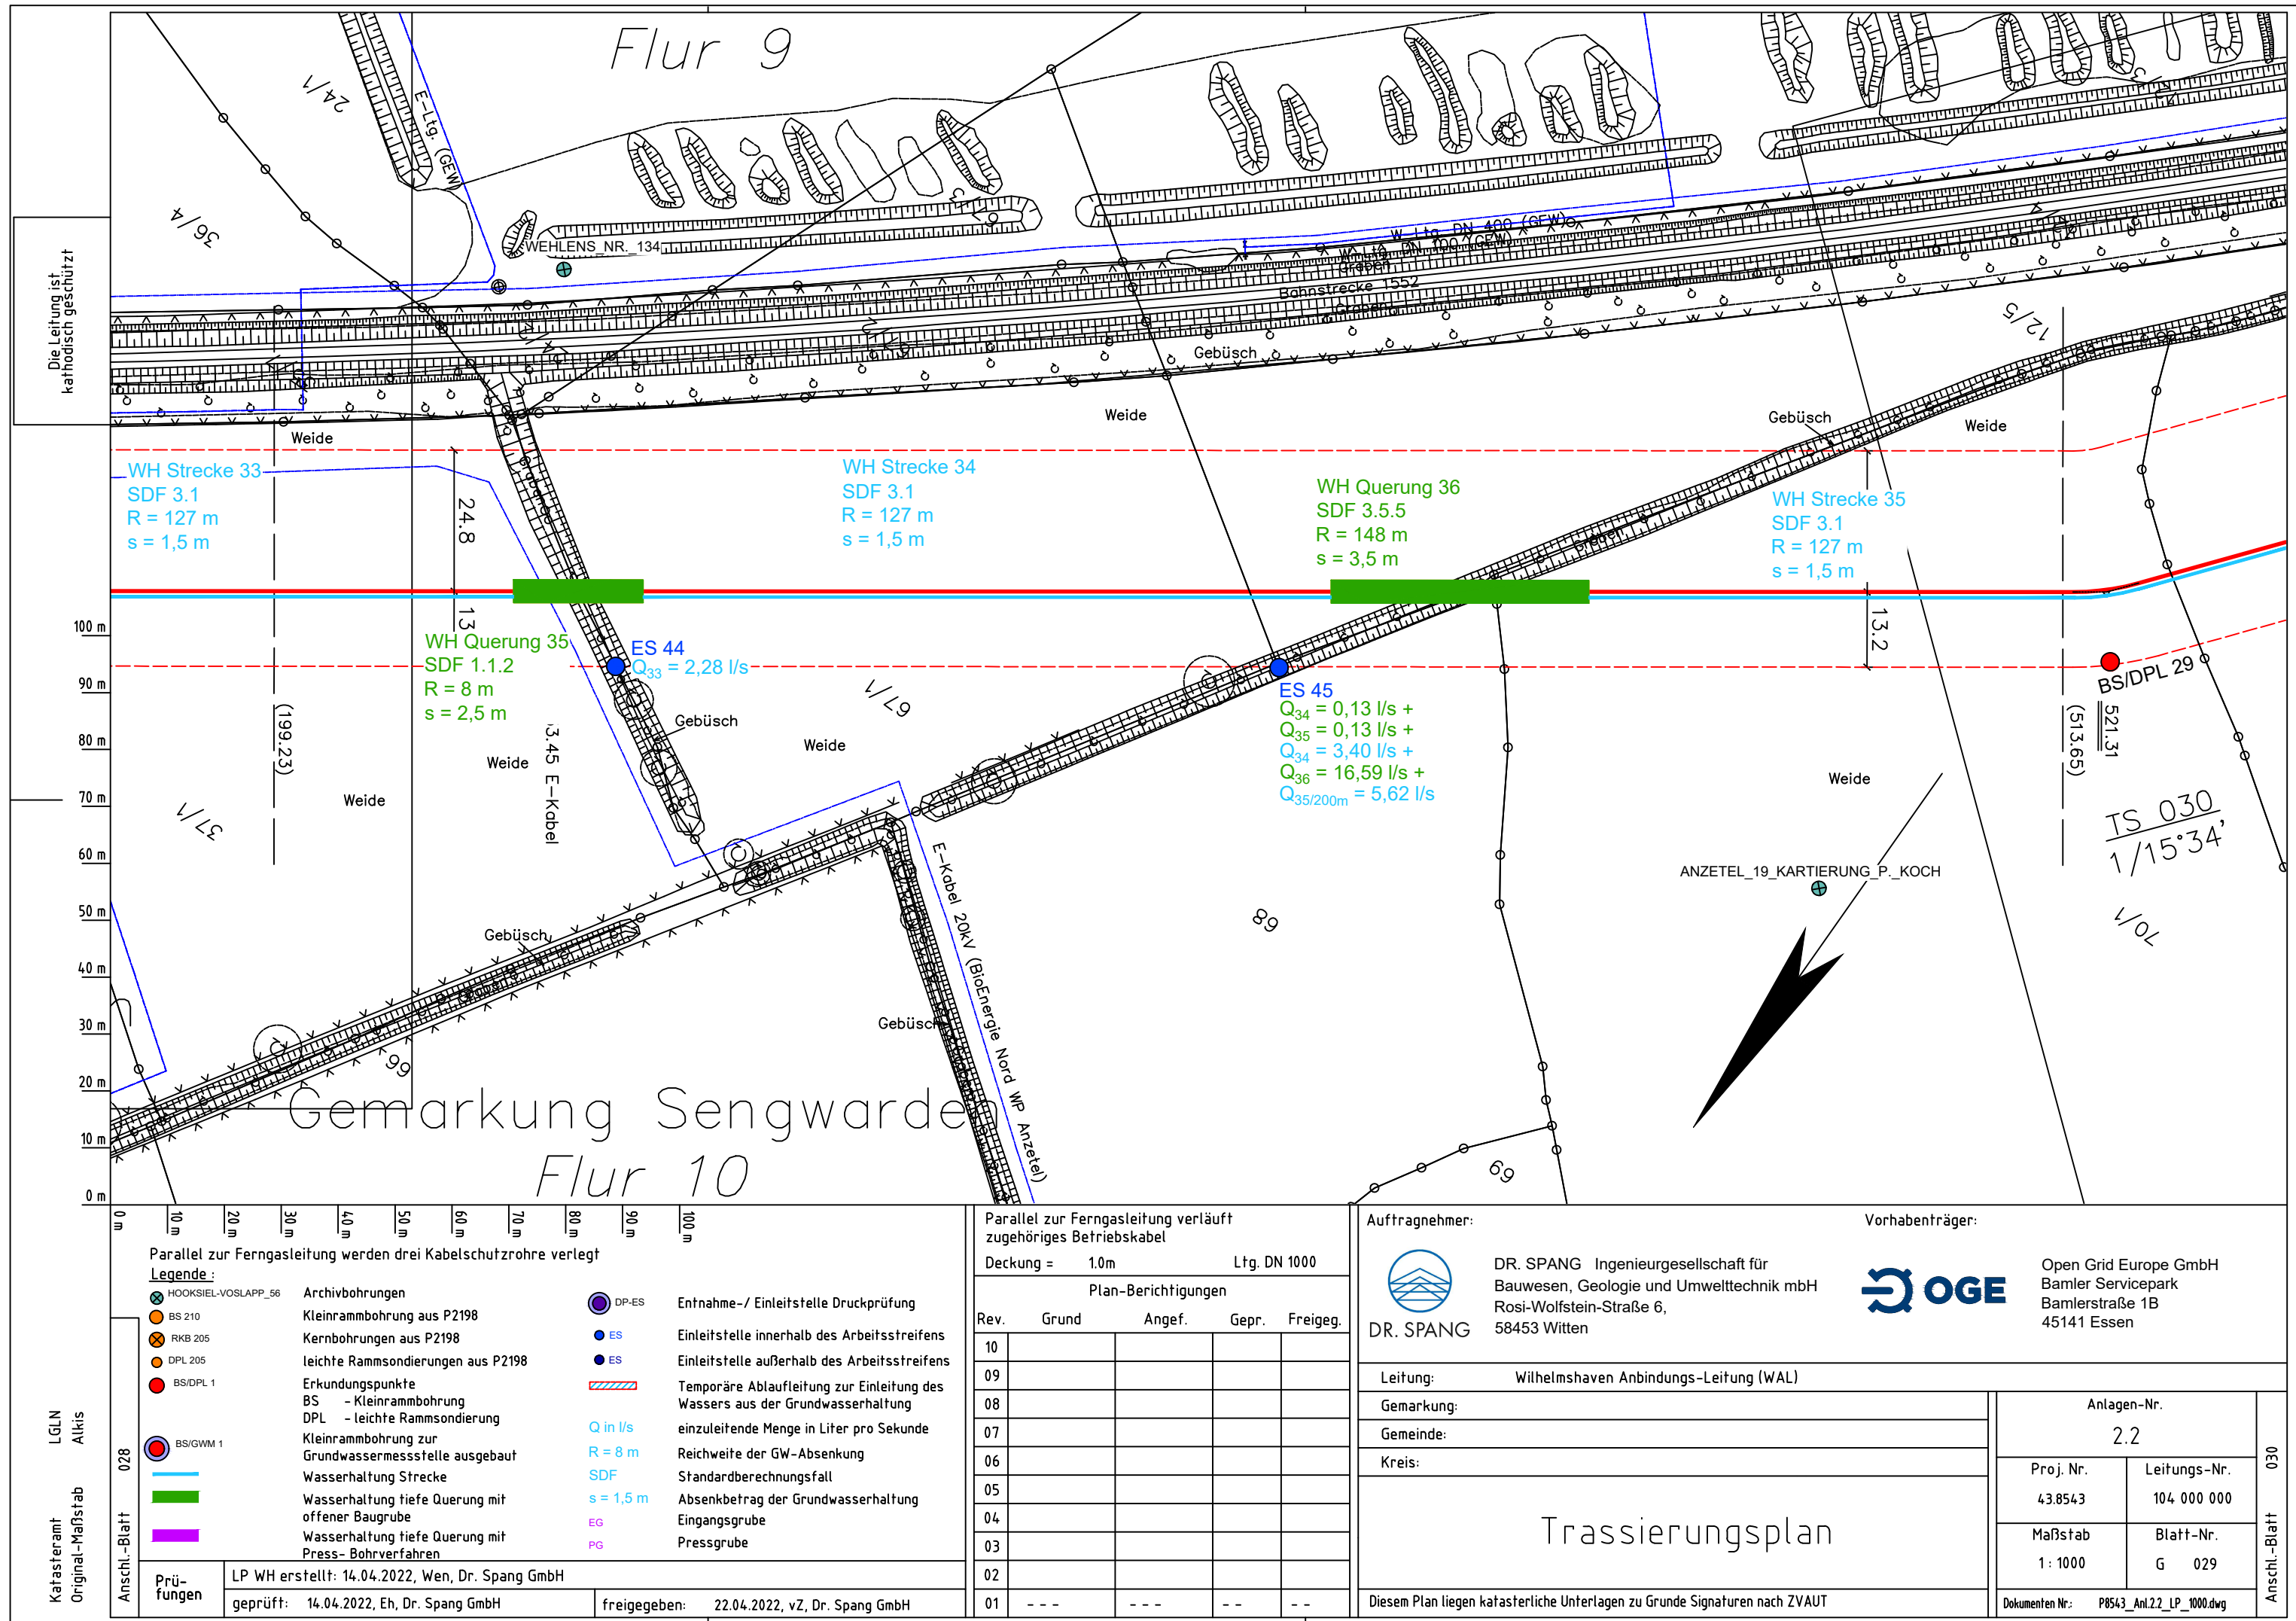 Flur 9
24/1
E-Ltg. (GEW)
36/4
WEHLENS_NR._134
67/13
W-Ltg. DN 400 (GEW)
Graben
Bahnstrecke 1552
Graben
Gebüsch
12/5
Die Leitung ist
kathodisch geschützt
Weide
Weide
Gebüsch
Weide
WH Strecke 33
SDF 3.1
R = 127 m
s = 1,5 m
24.8
Graben
WH Strecke 34
SDF 3.1
R = 127 m
s = 1,5 m
WH Querung 36
SDF 3.5.5
R = 148 m
s = 3,5 m
Graben
WH Strecke 35
SDF 3.1
R = 127 m
s = 1,5 m
13
13.2
WH Querung 35
SDF 1.1.2
R = 8 m
s = 2,5 m
ES 44
Q33 = 2,28 l/s
ES 45
Q34 = 0,13 l/s +
Q35 = 0,13 l/s +
Q34 = 3,40 l/s +
Q36 = 16,59 l/s +
Q35/200m = 5,62 l/s
BS/DPL 29
521.31
(513.65)
(199.23)
67/1
Gebüsch
Weide
Weide
Weide
Weide
3.45 E-Kabel
37/1
TS 030
1/15°34'
ANZETEL_19_KARTIERUNG_P._KOCH
68
70/1
E-Kabel 20kV (BioEnergie Nord WP Anzetel)
Gebüsch
Gebüsch
66
69
Gemarkung Sengwarden
Flur 10
100 m
90 m
80 m
70 m
60 m
50 m
40 m
30 m
20 m
10 m
0 m
0 m
10 m
20 m
30 m
40 m
50 m
60 m
70 m
80 m
90 m
100 m
Parallel zur Ferngasleitung werden drei Kabelschutzrohre verlegt
Legende :
HOOKSIEL-VOSLAPP_56 Archivbohrungen
BS 210 Kleinrammbohrung aus P2198
RKB 205 Kernbohrungen aus P2198
DPL 205 leichte Rammsondierungen aus P2198
BS/DPL 1 Erkundungspunkte
BS - Kleinrammbohrung
DPL - leichte Rammsondierung
BS/GWM 1 Kleinrammbohrung zur
Grundwassermessstelle ausgebaut
Wasserhaltung Strecke
Wasserhaltung tiefe Querung mit
offener Baugrube
Wasserhaltung tiefe Querung mit
Press- Bohrverfahren
DP-ES Entnahme-/ Einleitstelle Druckprüfung
ES Einleitstelle innerhalb des Arbeitsstreifens
ES Einleitstelle außerhalb des Arbeitsstreifens
Temporäre Ablaufleitung zur Einleitung des
Wassers aus der Grundwasserhaltung
Q in l/s einzuleitende Menge in Liter pro Sekunde
R = 8 m Reichweite der GW-Absenkung
SDF Standardberechnungsfall
s = 1,5 m Absenkbetrag der Grundwasserhaltung
EG Eingangsgrube
PG Pressgrube
Katasteramt LGLN
Original-Maßstab Alkis
Anschl.-Blatt 028
Prü-
fungen
LP WH erstellt: 14.04.2022, Wen, Dr. Spang GmbH
geprüft: 14.04.2022, Eh, Dr. Spang GmbH
freigegeben: 22.04.2022, vZ, Dr. Spang GmbH
Parallel zur Ferngasleitung verläuft
zugehöriges Betriebskabel
Deckung = 1.0m Ltg. DN 1000
Plan-Berichtigungen
Rev. Grund Angef. Gepr. Freigeg.
10
09
08
07
06
05
04
03
02
01 --- --- -- --
Auftragnehmer:
DR. SPANG
DR. SPANG Ingenieurgesellschaft für
Bauwesen, Geologie und Umwelttechnik mbH
Rosi-Wolfstein-Straße 6,
58453 Witten
Vorhabenträger:
OGE
Open Grid Europe GmbH
Bamler Servicepark
Bamlerstraße 1B
45141 Essen
Leitung: Wilhelmshaven Anbindungs-Leitung (WAL)
Gemarkung:
Gemeinde:
Kreis:
Trassierungsplan
Diesem Plan liegen katasterliche Unterlagen zu Grunde Signaturen nach ZVAUT
Anlagen-Nr.
2.2
Proj. Nr. Leitungs-Nr.
43.8543 104 000 000
Maßstab Blatt-Nr.
1 : 1000 G 029
Dokumenten Nr.: P8543_Anl.2.2_LP_1000.dwg
Anschl.-Blatt 030